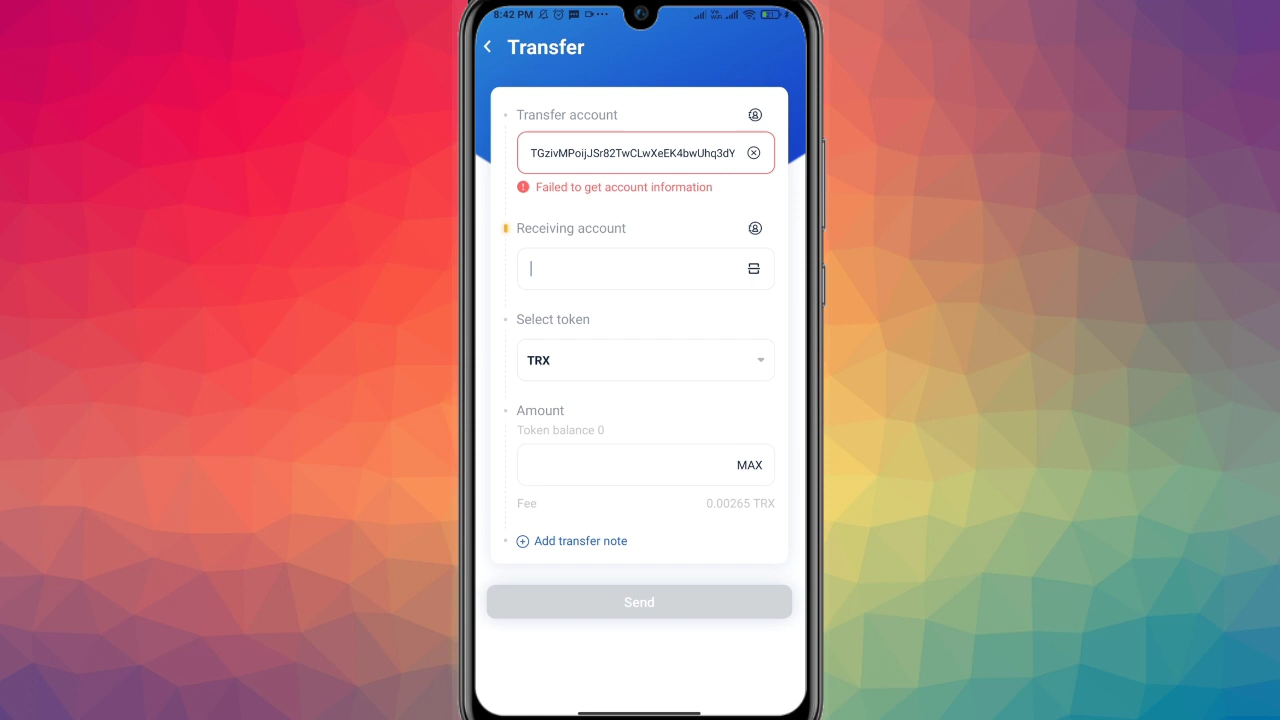 8:42 PM
Transfer
Transfer account
TGzivMPoijJSr82TwCLwXeEK4bwUhq3dY
Failed to get account information
Receiving account
Select token
TRX
Amount
Token balance 0
MAX
Fee 0.00265 TRX
Add transfer note
Send